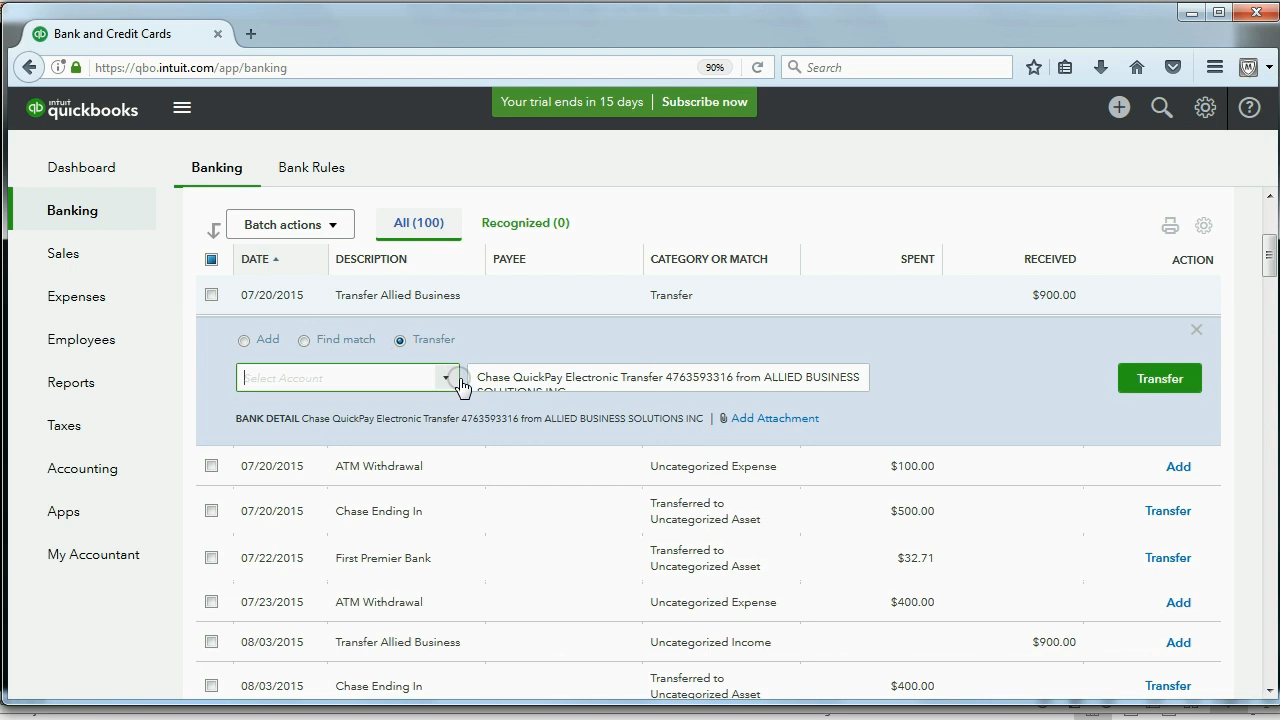 Bank and Credit Cards
https://qbo.intuit.com/app/banking
90%
Search
intuit
quickbooks
Your trial ends in 15 days | Subscribe now
Dashboard
Banking
Sales
Expenses
Employees
Reports
Taxes
Accounting
Apps
My Accountant
Banking
Bank Rules
Batch actions
All (100)
Recognized (0)
DATE DESCRIPTION PAYEE CATEGORY OR MATCH SPENT RECEIVED ACTION
07/20/2015 Transfer Allied Business Transfer $900.00
Add Find match Transfer
Select Account
Chase QuickPay Electronic Transfer 4763593316 from ALLIED BUSINESS
SOLUTIONS INC
Transfer
BANK DETAIL Chase QuickPay Electronic Transfer 4763593316 from ALLIED BUSINESS SOLUTIONS INC | Add Attachment
07/20/2015 ATM Withdrawal Uncategorized Expense $100.00 Add
07/20/2015 Chase Ending In Transferred to
Uncategorized Asset $500.00 Transfer
07/22/2015 First Premier Bank Transferred to
Uncategorized Asset $32.71 Transfer
07/23/2015 ATM Withdrawal Uncategorized Expense $400.00 Add
08/03/2015 Transfer Allied Business Uncategorized Income $900.00 Add
08/03/2015 Chase Ending In Transferred to
Uncategorized Asset $400.00 Transfer